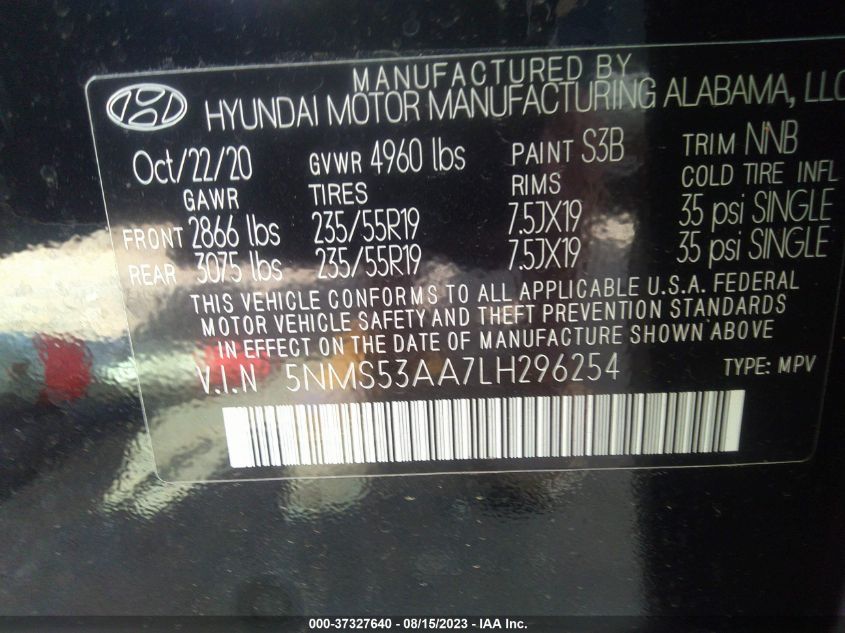 MANUFACTURED BY
HYUNDAI MOTOR MANUFACTURING ALABAMA, LLC
Oct/22/20 GVWR 4960 lbs PAINT S3B TRIM NNB
GAWR TIRES RIMS COLD TIRE INFL
FRONT 2866 lbs 235/55R19 7.5JX19 35 psi SINGLE
REAR 3075 lbs 235/55R19 7.5JX19 35 psi SINGLE
THIS VEHICLE CONFORMS TO ALL APPLICABLE U.S.A. FEDERAL
MOTOR VEHICLE SAFETY AND THEFT PREVENTION STANDARDS
IN EFFECT ON THE DATE OF MANUFACTURE SHOWN ABOVE
V.I.N 5NMS53AA7LH296254 TYPE: MPV
000-37327640 - 08/15/2023 - IAA Inc.